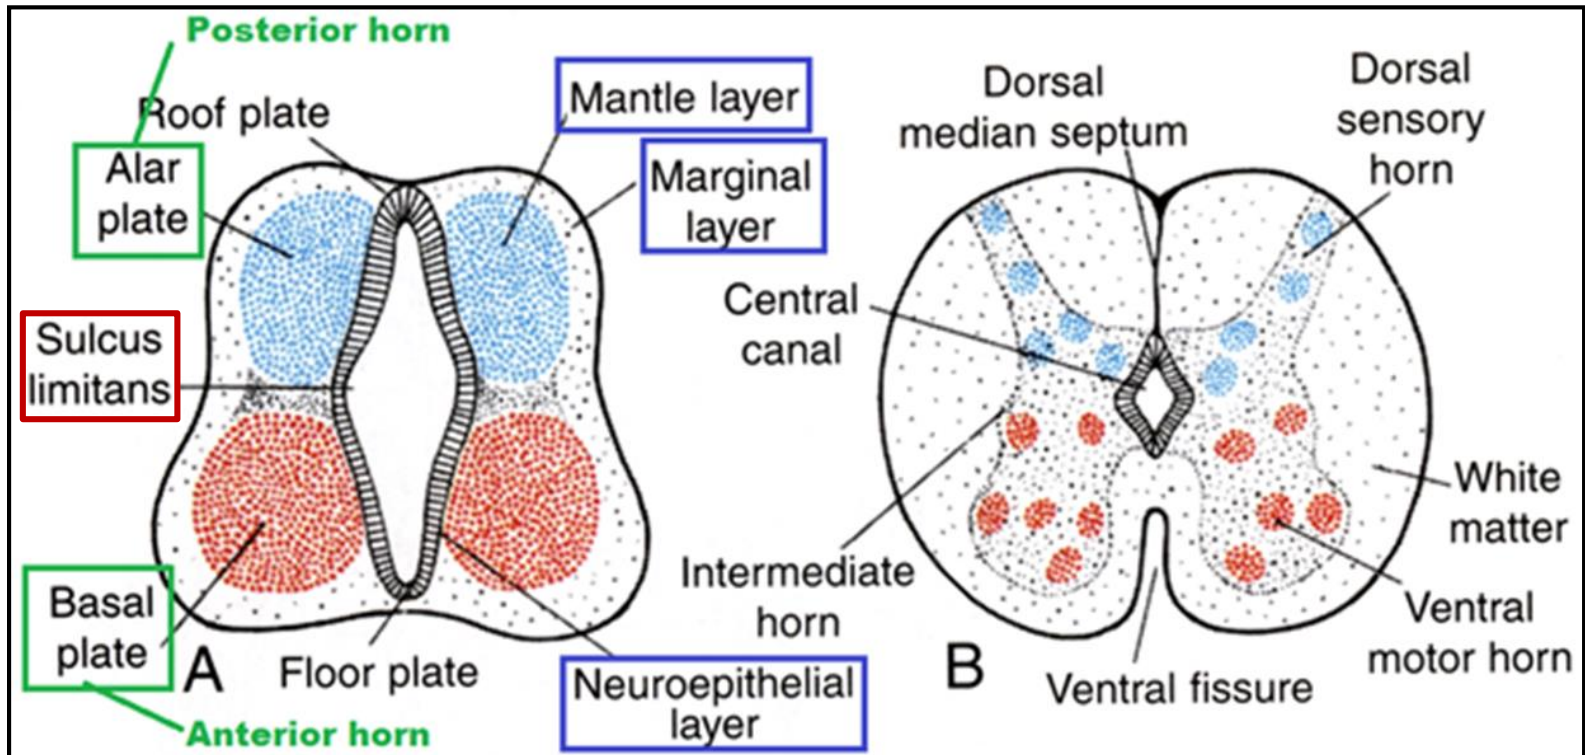 Posterior horn
Roof plate
Alar
plate
Sulcus
limitans
Basal
plate
Anterior horn
A
Floor plate
Mantle layer
Marginal
layer
Neuroepithelial
layer
Dorsal
median septum
Dorsal
sensory
horn
Central
canal
Intermediate
horn
B
Ventral fissure
White
matter
Ventral
motor horn